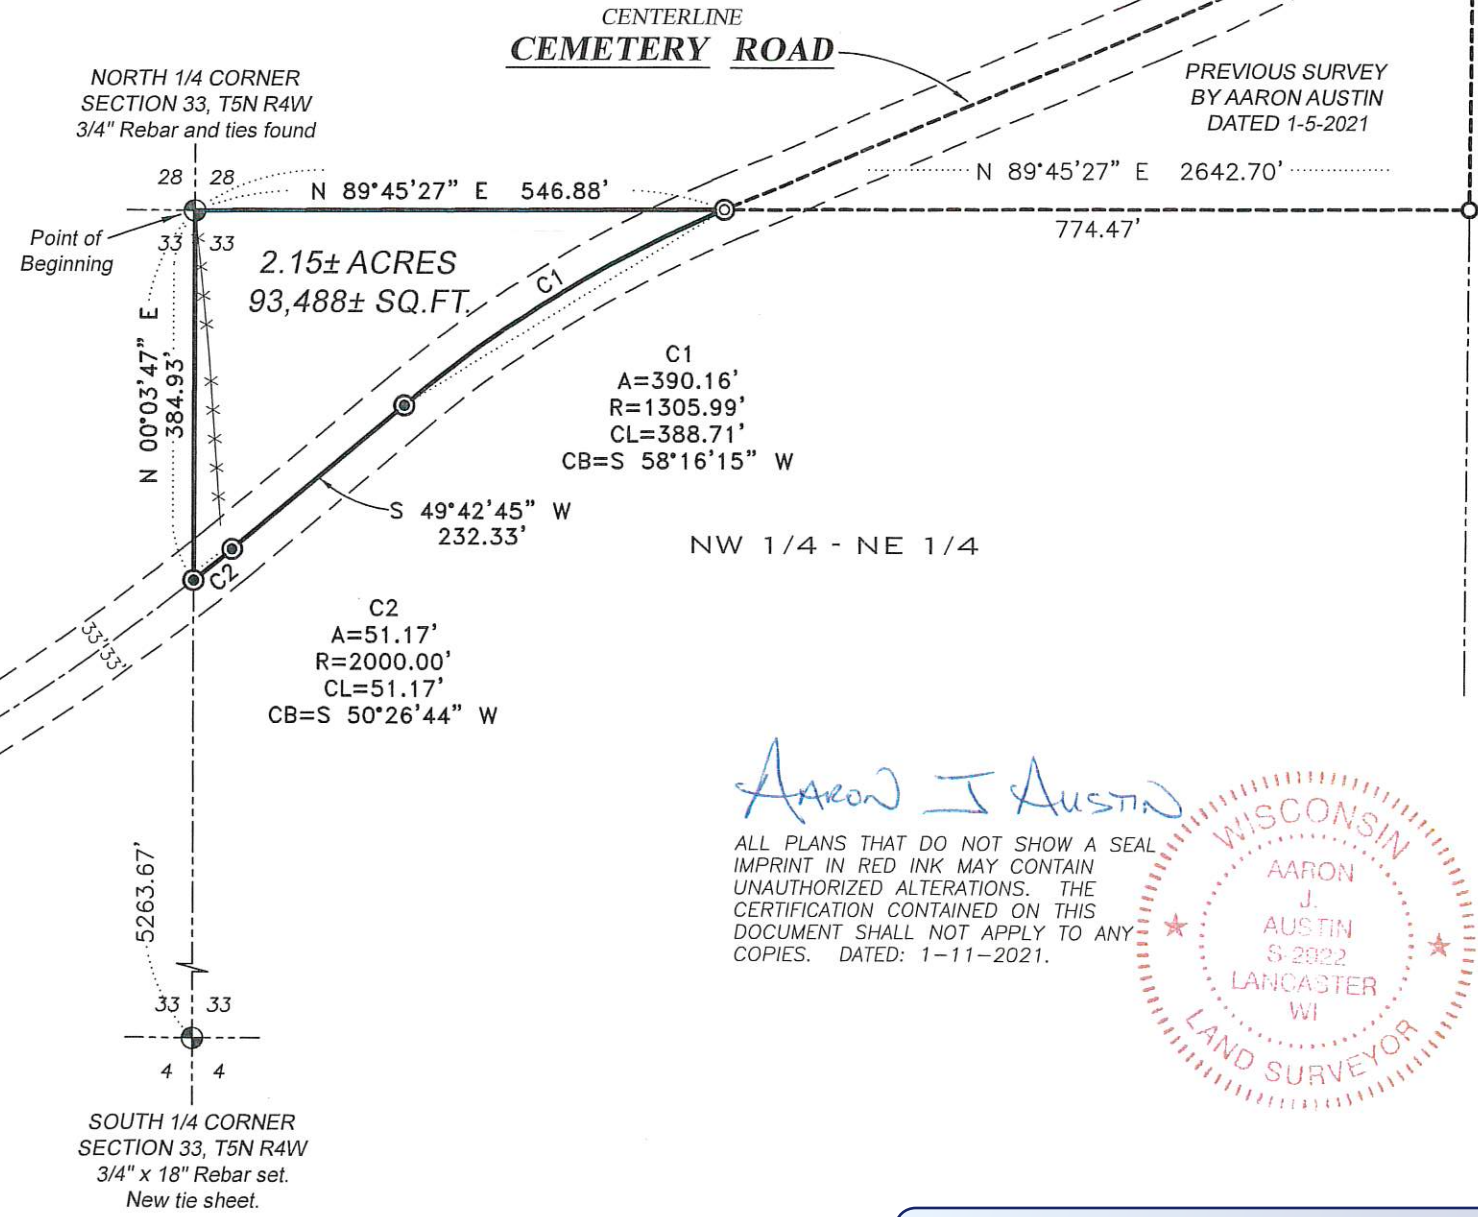 CENTERLINE
CEMETERY ROAD
NORTH 1/4 CORNER
SECTION 33, T5N R4W
3/4" Rebar and ties found
PREVIOUS SURVEY
BY AARON AUSTIN
DATED 1-5-2021
28 28
N 89°45'27" E 546.88'
N 89°45'27" E 2642.70'
774.47'
Point of
Beginning
33 33
2.15± ACRES
93,488± SQ.FT.
C1
N 00°03'47" E
384.93'
C1
A=390.16'
R=1305.99'
CL=388.71'
CB=S 58°16'15" W
S 49°42'45" W
232.33'
NW 1/4 - NE 1/4
C2
33' 33'
C2
A=51.17'
R=2000.00'
CL=51.17'
CB=S 50°26'44" W
AARON J AUSTIN
ALL PLANS THAT DO NOT SHOW A SEAL
IMPRINT IN RED INK MAY CONTAIN
UNAUTHORIZED ALTERATIONS. THE
CERTIFICATION CONTAINED ON THIS
DOCUMENT SHALL NOT APPLY TO ANY
COPIES. DATED: 1-11-2021.
WISCONSIN
AARON
J.
AUSTIN
S-2922
LANCASTER
WI
LAND SURVEYOR
5263.67'
33 33
4 4
SOUTH 1/4 CORNER
SECTION 33, T5N R4W
3/4" x 18" Rebar set.
New tie sheet.